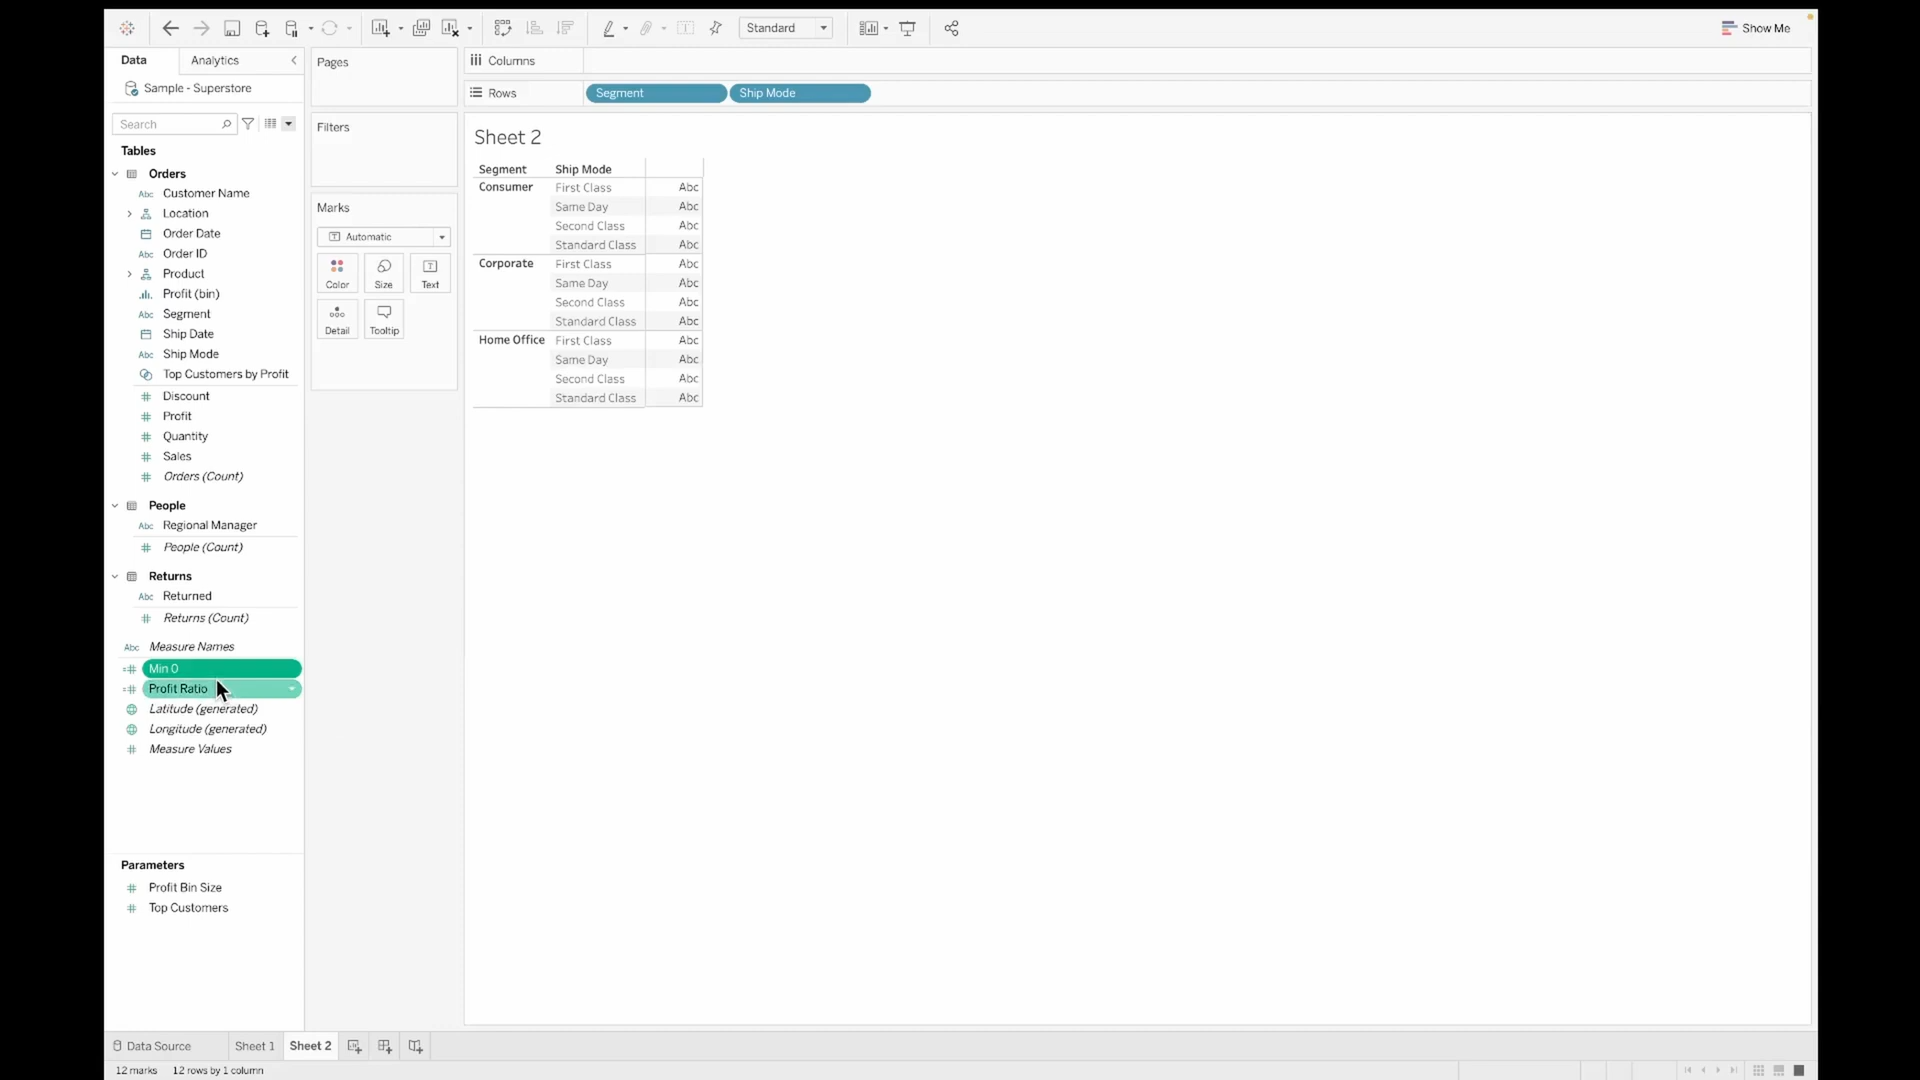 Standard
Show Me
Data
Analytics
Sample - Superstore
Search
Tables
Orders
Abc Customer Name
Location
Order Date
Abc Order ID
Product
Profit (bin)
Abc Segment
Ship Date
Abc Ship Mode
Top Customers by Profit
# Discount
# Profit
# Quantity
# Sales
# Orders (Count)
People
Abc Regional Manager
# People (Count)
Returns
Abc Returned
# Returns (Count)
Abc Measure Names
=# Min 0
=# Profit Ratio
Latitude (generated)
Longitude (generated)
# Measure Values
Parameters
# Profit Bin Size
# Top Customers
Pages
Filters
Marks
T Automatic
Color
Size
T Text
Detail
Tooltip
Columns
Rows
Segment
Ship Mode
Sheet 2
Segment Ship Mode
Consumer First Class Abc
Same Day Abc
Second Class Abc
Standard Class Abc
Corporate First Class Abc
Same Day Abc
Second Class Abc
Standard Class Abc
Home Office First Class Abc
Same Day Abc
Second Class Abc
Standard Class Abc
Data Source
Sheet 1
Sheet 2
12 marks 12 rows by 1 column